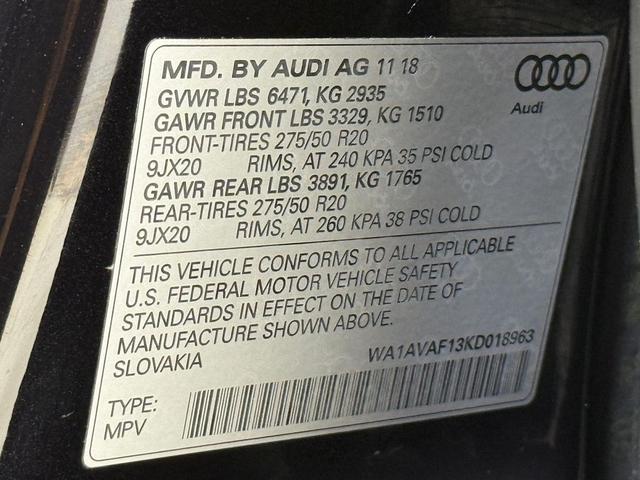 MFD. BY AUDI AG 11 18
GVWR LBS 6471, KG 2935
GAWR FRONT LBS 3329, KG 1510
FRONT-TIRES 275/50 R20
9JX20 RIMS, AT 240 KPA 35 PSI COLD
GAWR REAR LBS 3891, KG 1765
REAR-TIRES 275/50 R20
9JX20 RIMS, AT 260 KPA 38 PSI COLD
Audi
THIS VEHICLE CONFORMS TO ALL APPLICABLE
U.S. FEDERAL MOTOR VEHICLE SAFETY
STANDARDS IN EFFECT ON THE DATE OF
MANUFACTURE SHOWN ABOVE.
SLOVAKIA
WA1AVAF13KD018963
TYPE:
MPV